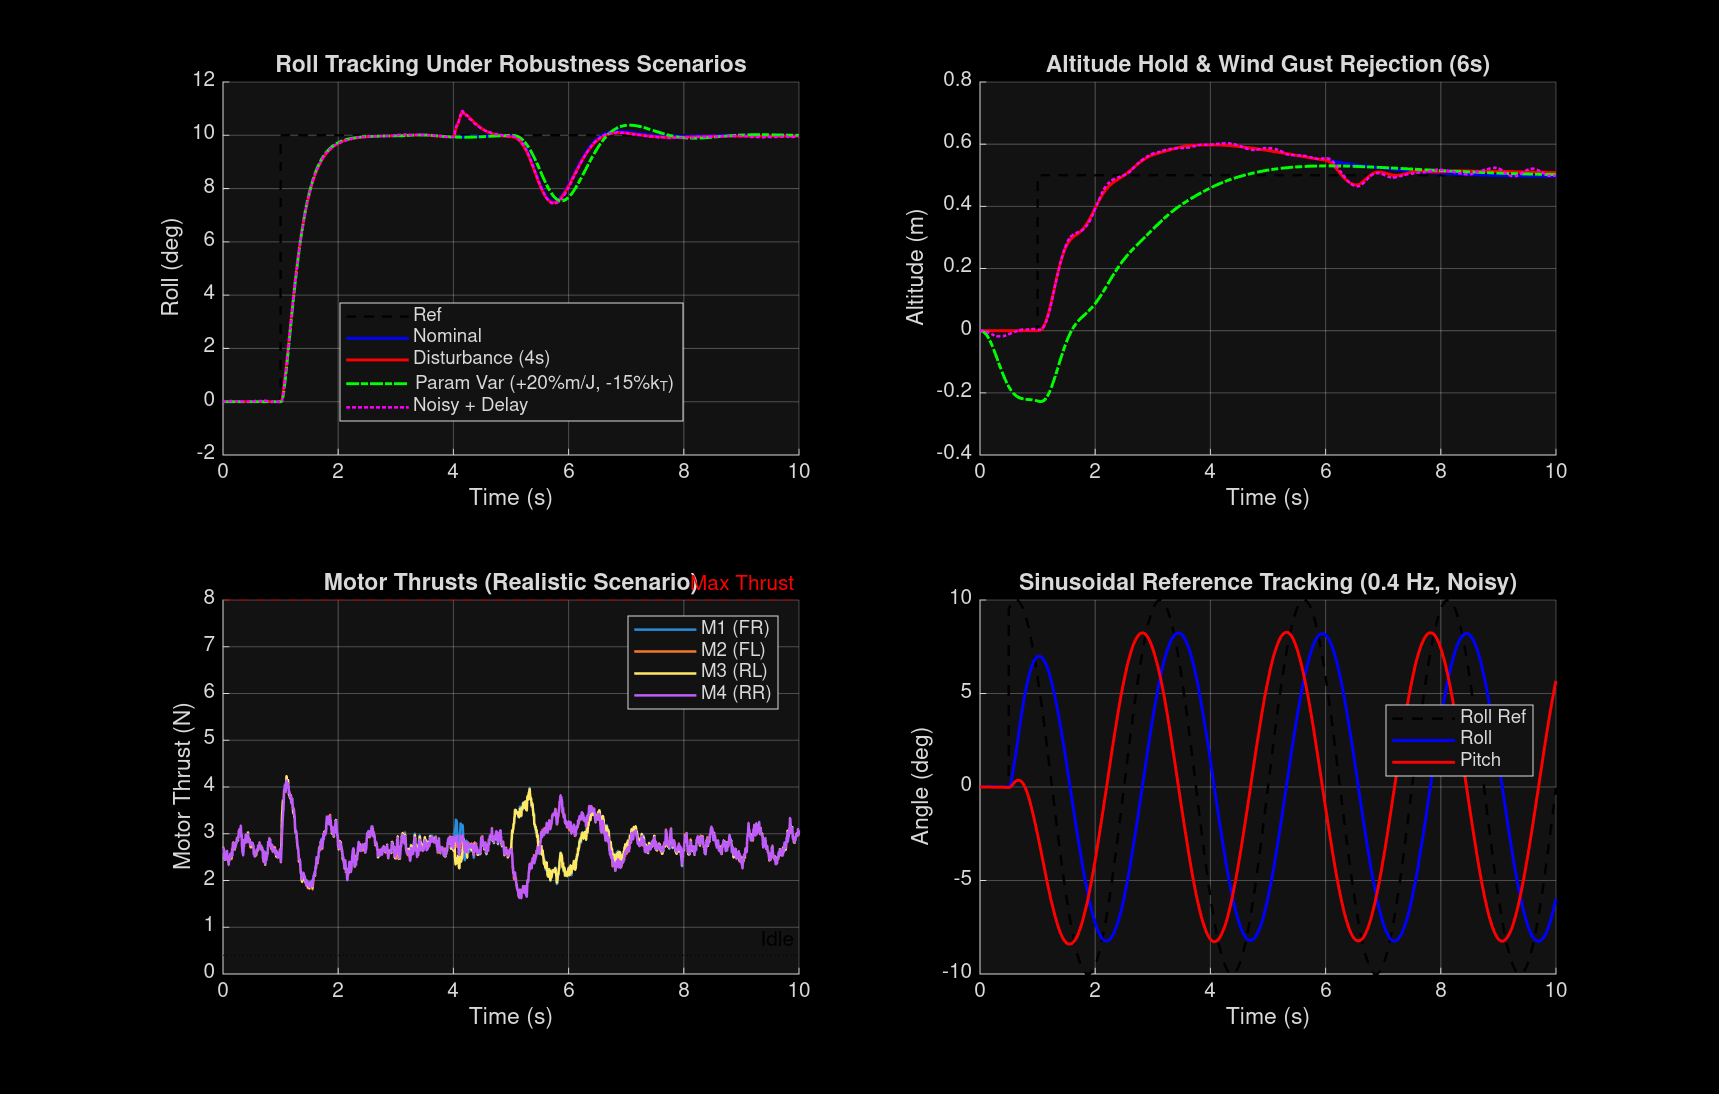 Roll Tracking Under Robustness Scenarios
12
10
8
6
4
2
0
-2
Roll (deg)
Ref
Nominal
Disturbance (4s)
Param Var (+20%m/J, -15%k_T)
Noisy + Delay
0 2 4 6 8 10
Time (s)
Altitude Hold & Wind Gust Rejection (6s)
0.8
0.6
0.4
0.2
0
-0.2
-0.4
Altitude (m)
0 2 4 6 8 10
Time (s)
Motor Thrusts (Realistic Scenario)
Max Thrust
8
7
6
5
4
3
2
1
0
Motor Thrust (N)
M1 (FR)
M2 (FL)
M3 (RL)
M4 (RR)
Idle
0 2 4 6 8 10
Time (s)
Sinusoidal Reference Tracking (0.4 Hz, Noisy)
10
5
0
-5
-10
Angle (deg)
Roll Ref
Roll
Pitch
0 2 4 6 8 10
Time (s)